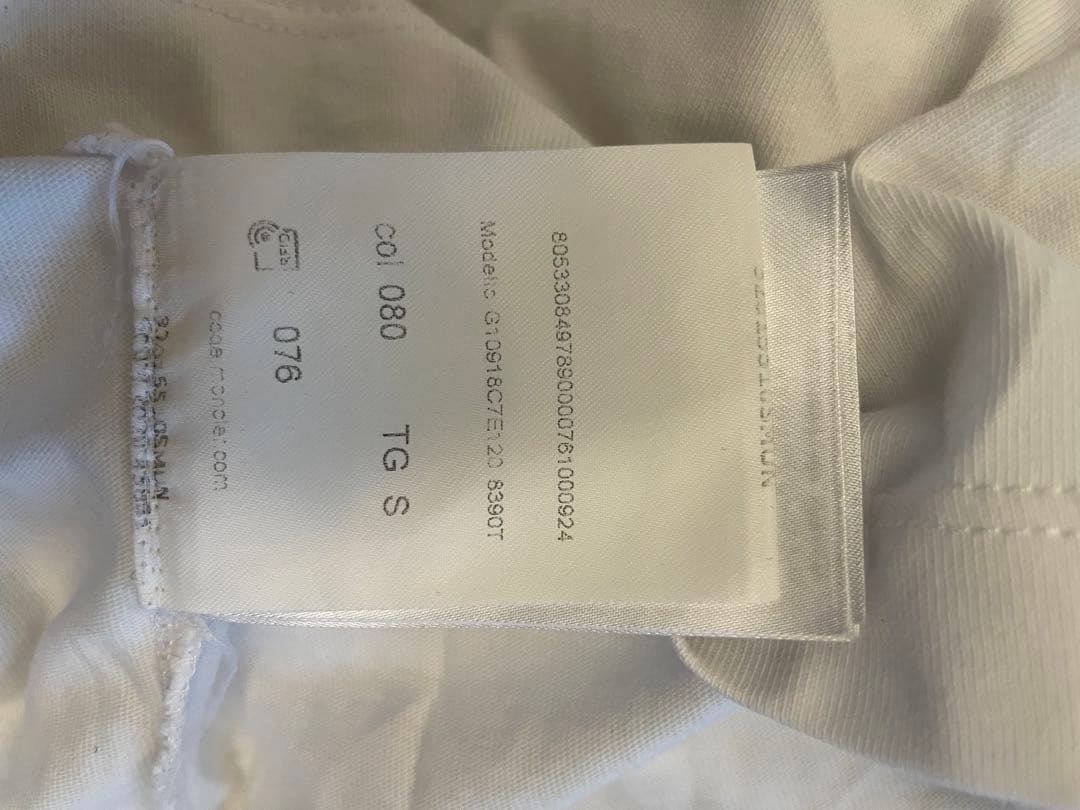 8053308497890000761000924
Modello G10918C7E120 8390T
col 080 TG S
076
code.moncler.com